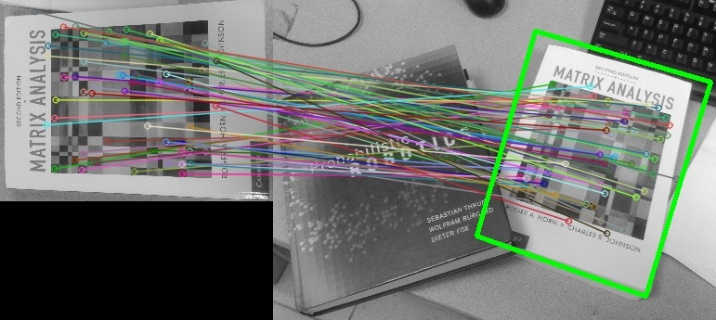 SECOND EDITION
MATRIX ANALYSIS
ROGER A. HORN CHARLES R. JOHNSON
CAMBRIDGE
Probabilistic
ROBOTICS
SEBASTIAN THRUN
WOLFRAM BURGARD
DIETER FOX
SECOND EDITION
MATRIX ANALYSIS
ROGER A. HORN • CHARLES R. JOHNSON